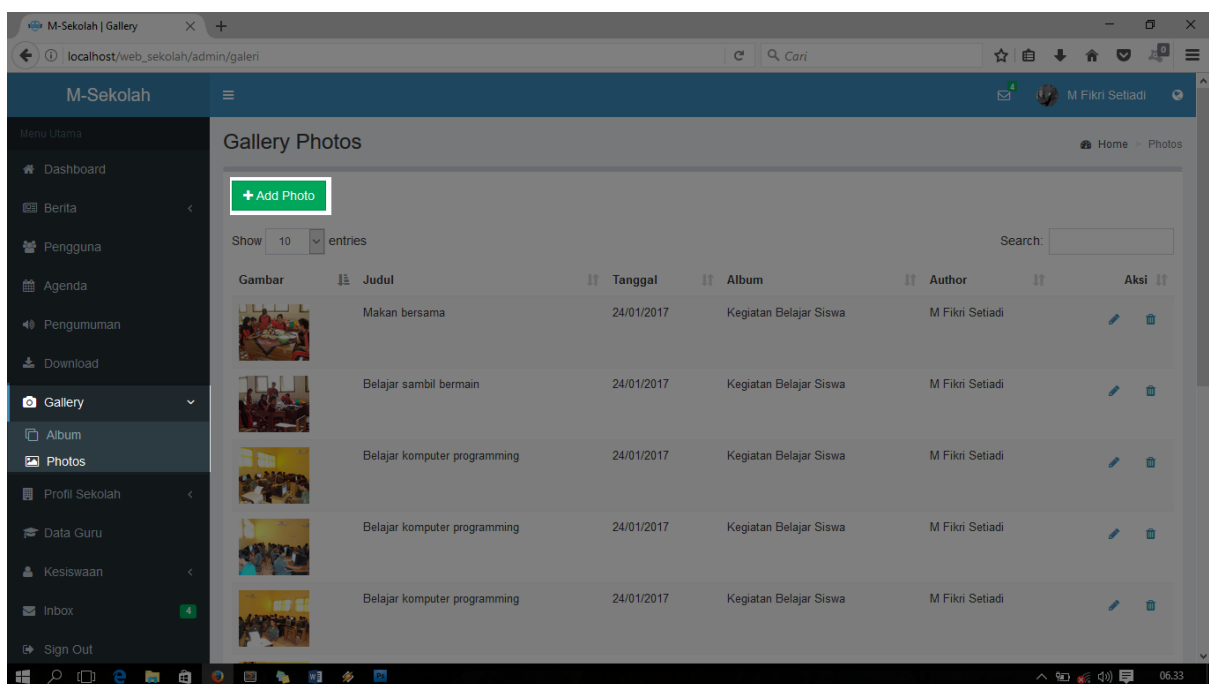 M-Sekolah | Gallery
localhost/web_sekolah/admin/galeri
Cari
0
M-Sekolah
4
M Fikri Setiadi
Menu Utama
Dashboard
Berita
Pengguna
Agenda
Pengumuman
Download
Gallery
Album
Photos
Profil Sekolah
Data Guru
Kesiswaan
Inbox 4
Sign Out
Gallery Photos
Home > Photos
Add Photo
Show 10 entries
Search:
Gambar Judul Tanggal Album Author Aksi
Makan bersama 24/01/2017 Kegiatan Belajar Siswa M Fikri Setiadi
Belajar sambil bermain 24/01/2017 Kegiatan Belajar Siswa M Fikri Setiadi
Belajar komputer programming 24/01/2017 Kegiatan Belajar Siswa M Fikri Setiadi
Belajar komputer programming 24/01/2017 Kegiatan Belajar Siswa M Fikri Setiadi
Belajar komputer programming 24/01/2017 Kegiatan Belajar Siswa M Fikri Setiadi
06.33